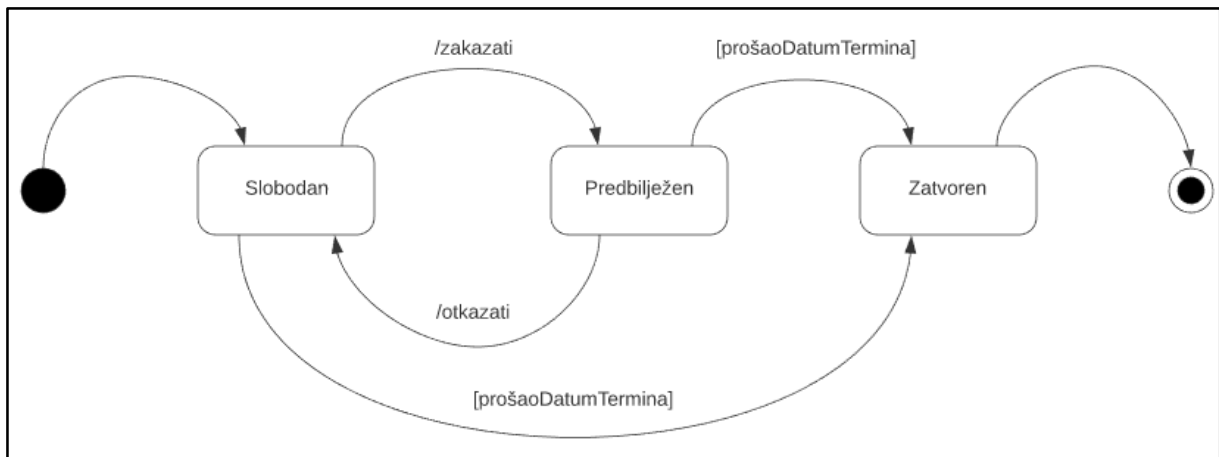 /zakazati
[prošaoDatumTermina]
Slobodan
Predbilježen
Zatvoren
/otkazati
[prošaoDatumTermina]